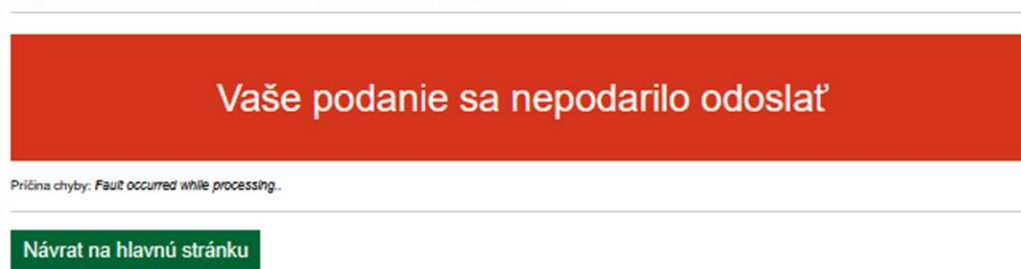 Vaše podanie sa nepodarilo odoslať
Príčina chyby: Fault occurred while processing..
Návrat na hlavnú stránku